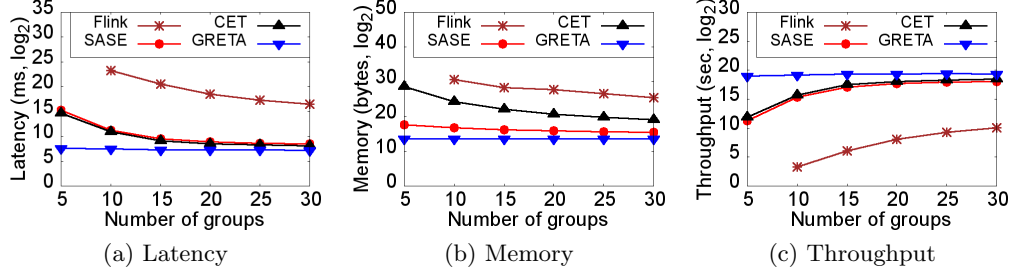 Latency (ms, log2)
35
30
25
20
15
10
5
0
Flink
CET
SASE
GRETA
5 10 15 20 25 30
Number of groups
(a) Latency
Memory (bytes, log2)
50
40
30
20
10
0
Flink
CET
SASE
GRETA
5 10 15 20 25 30
Number of groups
(b) Memory
Throughput (sec, log2)
30
25
20
15
10
5
0
Flink
CET
SASE
GRETA
5 10 15 20 25 30
Number of groups
(c) Throughput